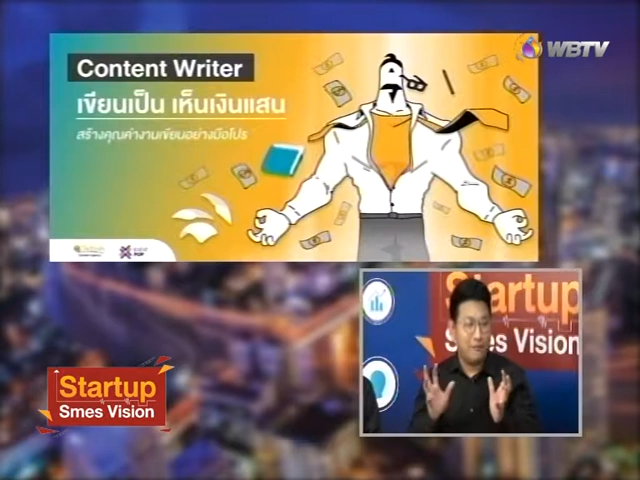 WBTV
Content Writer
เขียนเป็น เห็นเงินแสน
สร้างคุณค่างานเขียนอย่างมือโปร
Startup
Smes Vision
Startup
Smes Vision